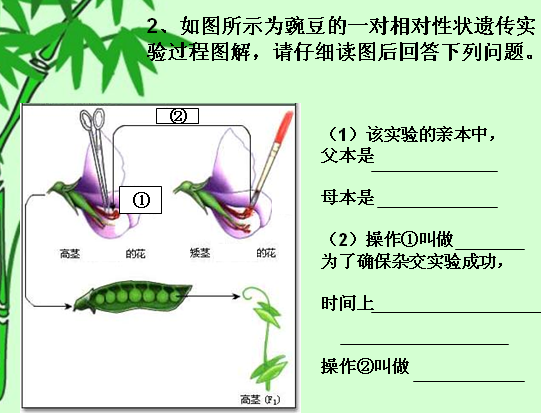 2、如图所示为豌豆的一对相对性状遗传实
验过程图解，请仔细读图后回答下列问题。
②
①
高茎 的花 矮茎 的花
高茎 (F₁)
（1）该实验的亲本中，
父本是
母本是
（2）操作①叫做
为了确保杂交实验成功，
时间上
操作②叫做